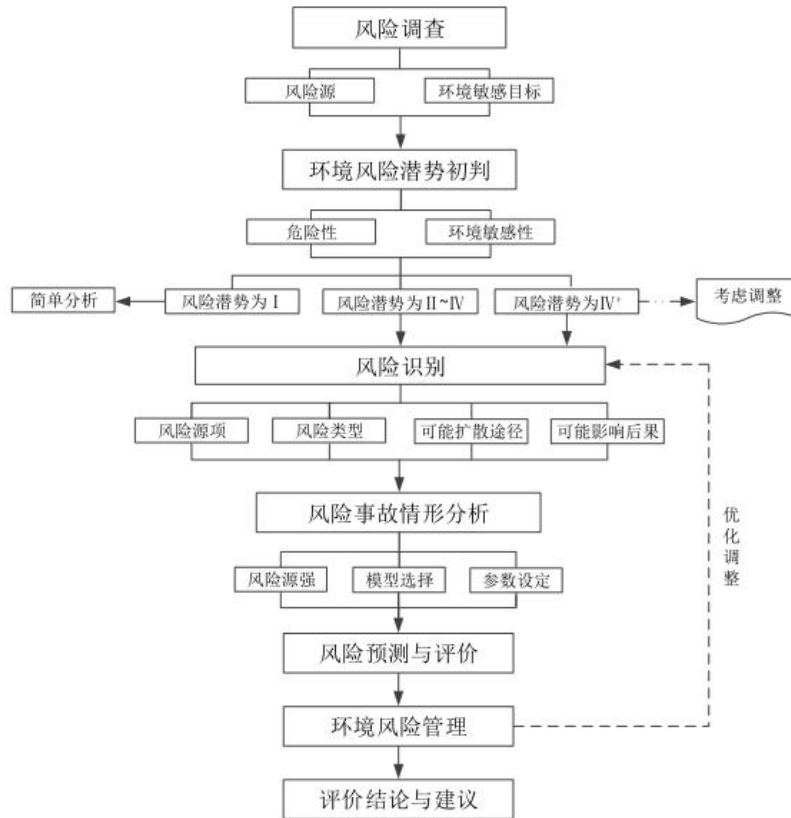 风险调查
风险源
环境敏感目标
环境风险潜势初判
危险性
环境敏感性
简单分析
风险潜势为Ⅰ
风险潜势为Ⅱ~Ⅳ
风险潜势为Ⅳ⁺
考虑调整
风险识别
风险源项
风险类型
可能扩散途径
可能影响后果
风险事故情形分析
风险源强
模型选择
参数设定
优化调整
风险预测与评价
环境风险管理
评价结论与建议